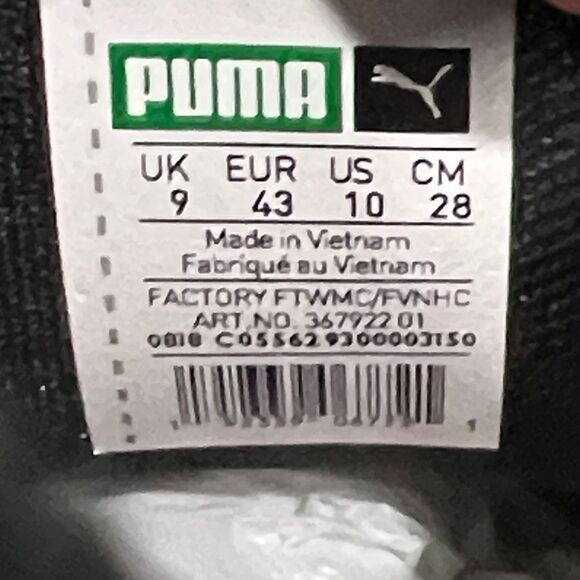 PUMA
UK EUR US CM
9 43 10 28
Made in Vietnam
Fabriqué au Vietnam
FACTORY FTWMC/FVNHC
ART.NO. 367922 01
0818 C05562 9300003150